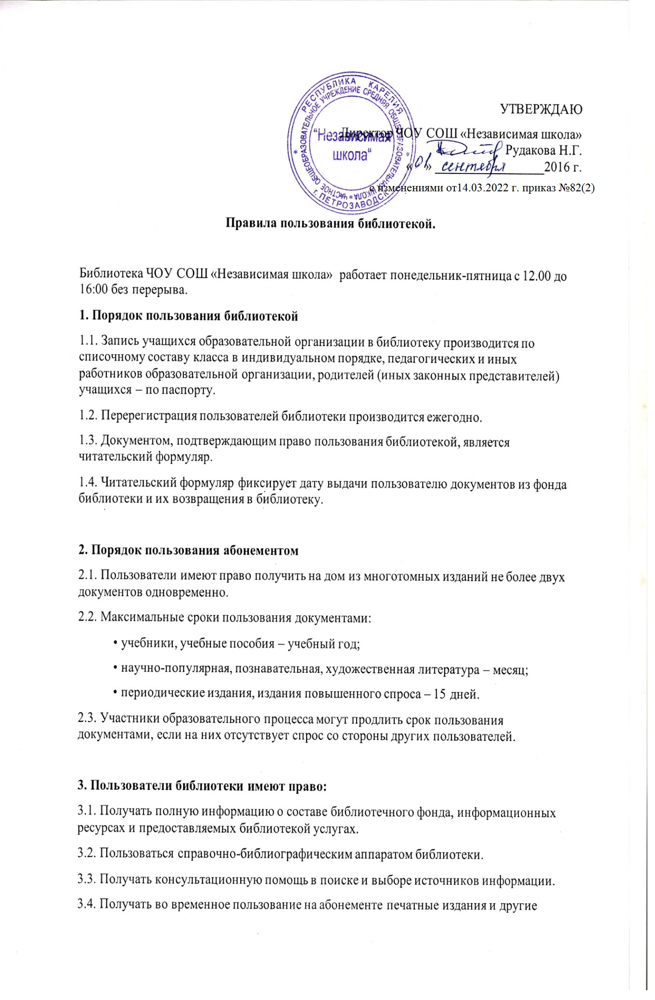 УТВЕРЖДАЮ
Директор ЧОУ СОШ «Независимая школа»
Рудакова Н.Г.
«01» сентября 2016 г.
с изменениями от14.03.2022 г. приказ №82(2)
РЕСПУБЛИКА КАРЕЛИЯ
г. ПЕТРОЗАВОДСК
* ЧАСТНОЕ ОБЩЕОБРАЗОВАТЕЛЬНОЕ УЧРЕЖДЕНИЕ СРЕДНЯЯ ОБЩЕОБРАЗОВАТЕЛЬНАЯ ШКОЛА
"Независимая
школа"
Правила пользования библиотекой.
Библиотека ЧОУ СОШ «Независимая школа» работает понедельник-пятница с 12.00 до
16:00 без перерыва.
1. Порядок пользования библиотекой
1.1. Запись учащихся образовательной организации в библиотеку производится по
списочному составу класса в индивидуальном порядке, педагогических и иных
работников образовательной организации, родителей (иных законных представителей)
учащихся – по паспорту.
1.2. Перерегистрация пользователей библиотеки производится ежегодно.
1.3. Документом, подтверждающим право пользования библиотекой, является
читательский формуляр.
1.4. Читательский формуляр фиксирует дату выдачи пользователю документов из фонда
библиотеки и их возвращения в библиотеку.
2. Порядок пользования абонементом
2.1. Пользователи имеют право получить на дом из многотомных изданий не более двух
документов одновременно.
2.2. Максимальные сроки пользования документами:
• учебники, учебные пособия – учебный год;
• научно-популярная, познавательная, художественная литература – месяц;
• периодические издания, издания повышенного спроса – 15 дней.
2.3. Участники образовательного процесса могут продлить срок пользования
документами, если на них отсутствует спрос со стороны других пользователей.
3. Пользователи библиотеки имеют право:
3.1. Получать полную информацию о составе библиотечного фонда, информационных
ресурсах и предоставляемых библиотекой услугах.
3.2. Пользоваться справочно-библиографическим аппаратом библиотеки.
3.3. Получать консультационную помощь в поиске и выборе источников информации.
3.4. Получать во временное пользование на абонементе печатные издания и другие